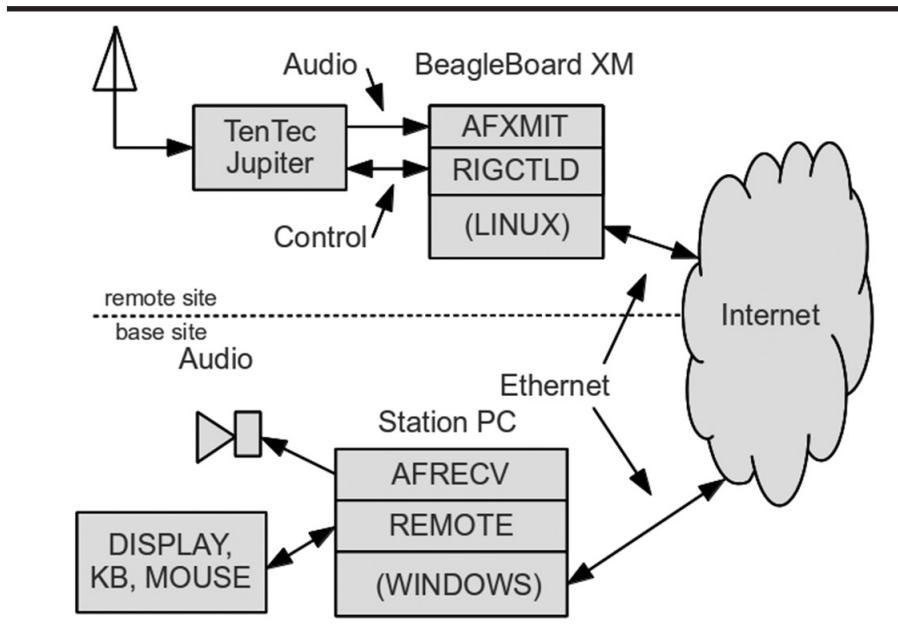 Audio
BeagleBoard XM
TenTec
Jupiter
AFXMIT
RIGCTLD
(LINUX)
Control
Internet
remote site
base site
Audio
Ethernet
Station PC
AFRECV
REMOTE
(WINDOWS)
DISPLAY,
KB, MOUSE